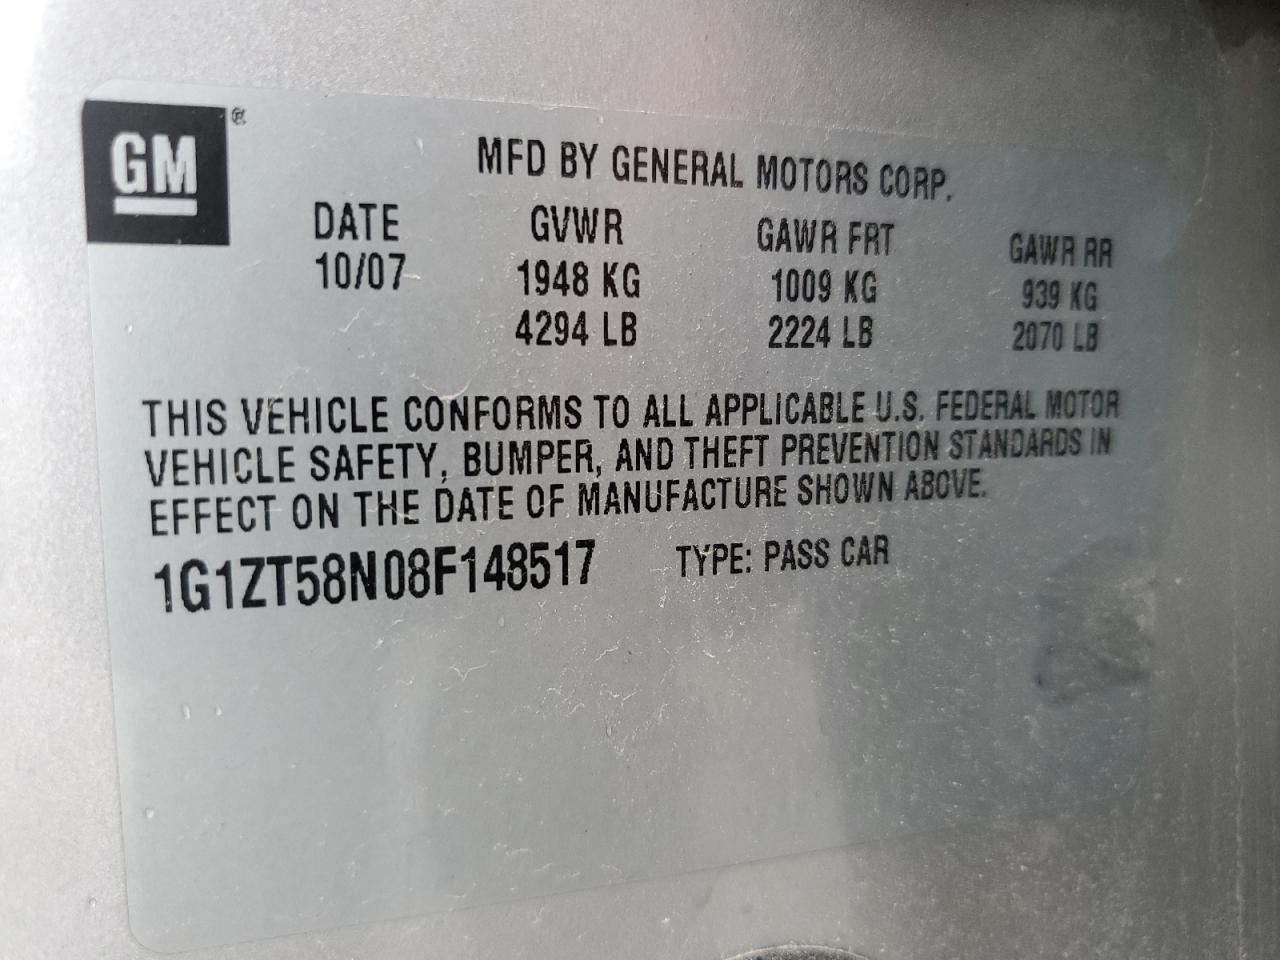 GM®
MFD BY GENERAL MOTORS CORP.
DATE GVWR GAWR FRT GAWR RR
10/07 1948 KG 1009 KG 939 KG
4294 LB 2224 LB 2070 LB
THIS VEHICLE CONFORMS TO ALL APPLICABLE U.S. FEDERAL MOTOR
VEHICLE SAFETY, BUMPER, AND THEFT PREVENTION STANDARDS IN
EFFECT ON THE DATE OF MANUFACTURE SHOWN ABOVE.
1G1ZT58N08F148517 TYPE: PASS CAR